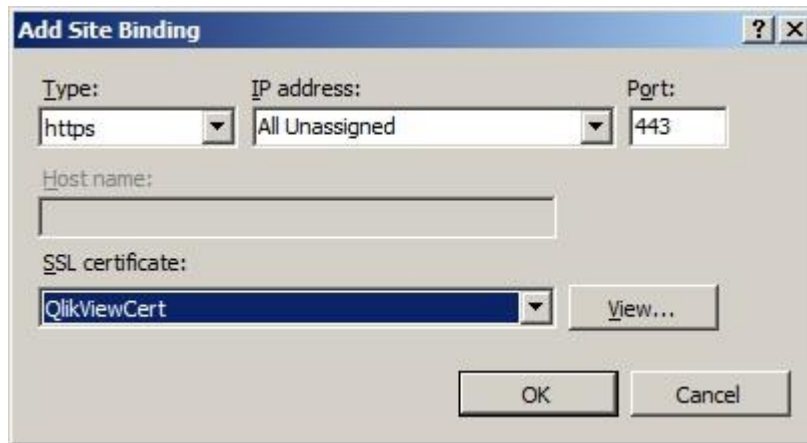 Add Site Binding
Type: IP address: Port:
https All Unassigned 443
Host name:
SSL certificate:
QlikViewCert View...
OK Cancel